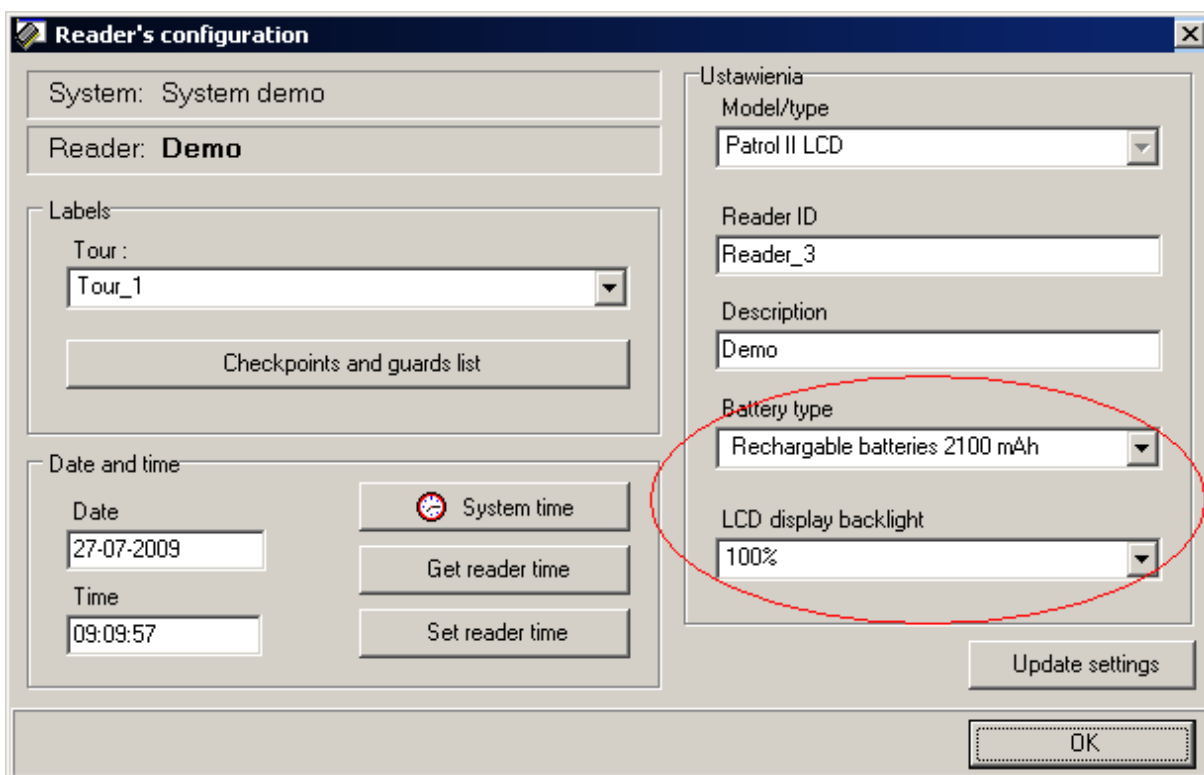 Reader's configuration
System: System demo
Reader: Demo
Labels
Tour :
Tour_1
Checkpoints and guards list
Date and time
Date
27-07-2009
System time
Get reader time
Time
09:09:57
Set reader time
Ustawienia
Model/type
Patrol II LCD
Reader ID
Reader_3
Description
Demo
Battery type
Rechargable batteries 2100 mAh
LCD display backlight
100%
Update settings
OK